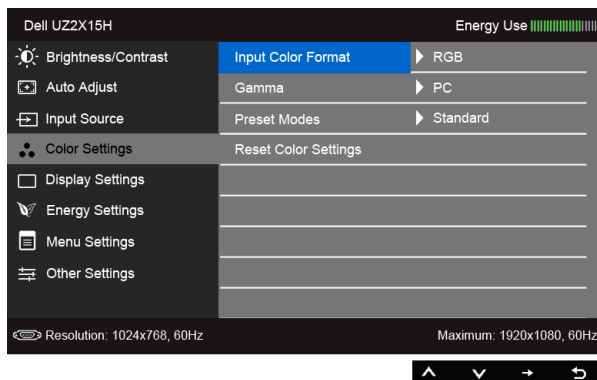 Dell UZ2X15H Energy Use
Brightness/Contrast Input Color Format RGB
Auto Adjust Gamma PC
Input Source Preset Modes Standard
Color Settings Reset Color Settings
Display Settings
Energy Settings
Menu Settings
Other Settings
Resolution: 1024x768, 60Hz Maximum: 1920x1080, 60Hz